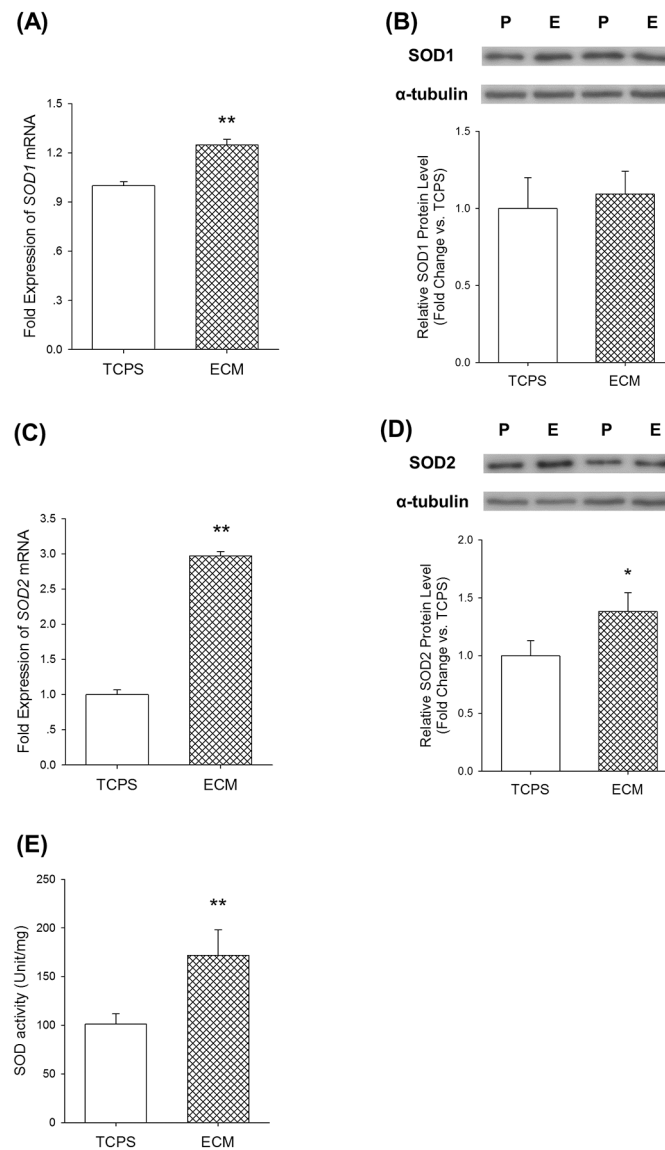 (A)
Fold Expression of SOD1 mRNA
1.5
1.2
.9
.6
.3
0.0
**
TCPS ECM
(B)
P E P E
SOD1
α-tubulin
Relative SOD1 Protein Level
(Fold Change vs. TCPS)
1.5
1.0
0.5
0.0
TCPS ECM
(C)
Fold Expression of SOD2 mRNA
3.5
3.0
2.5
2.0
1.5
1.0
.5
0.0
**
TCPS ECM
(D)
P E P E
SOD2
α-tubulin
Relative SOD2 Protein Level
(Fold Change vs. TCPS)
2.0
1.5
1.0
0.5
0.0
*
TCPS ECM
(E)
SOD activity (Unit/mg)
250
200
150
100
50
0
**
TCPS ECM